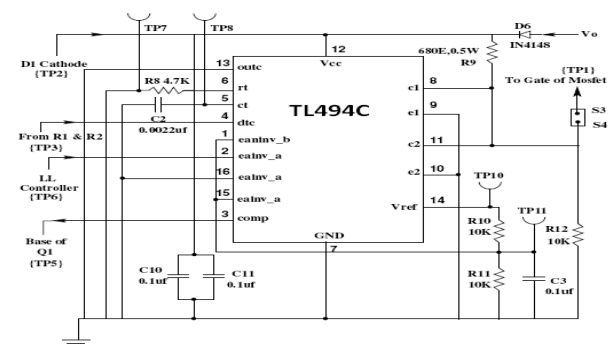 TP7
TP8
D6
IN4148
Vo
D1 Cathode
{TP2}
12
Vcc
680E,0.5W
R9
{TP1}
To Gate of Mosfet
S3
S4
13 outc
R8 4.7K
6 rt
5 ct
C2
0.0022uf
TL494C
c1 8
e1 9
4 dtc
From R1 & R2
{TP3}
1 eaninv_b
2 eainv_a
c2 11
LL
Controller
{TP6}
16 eainv_a
15 eainv_a
e2 10
TP10
3 comp
Vref 14
Base of
Q1
{TP5}
GND
7
R10
10K
TP11
R12
10K
C10
0.1uf
C11
0.1uf
R11
10K
C3
0.1uf